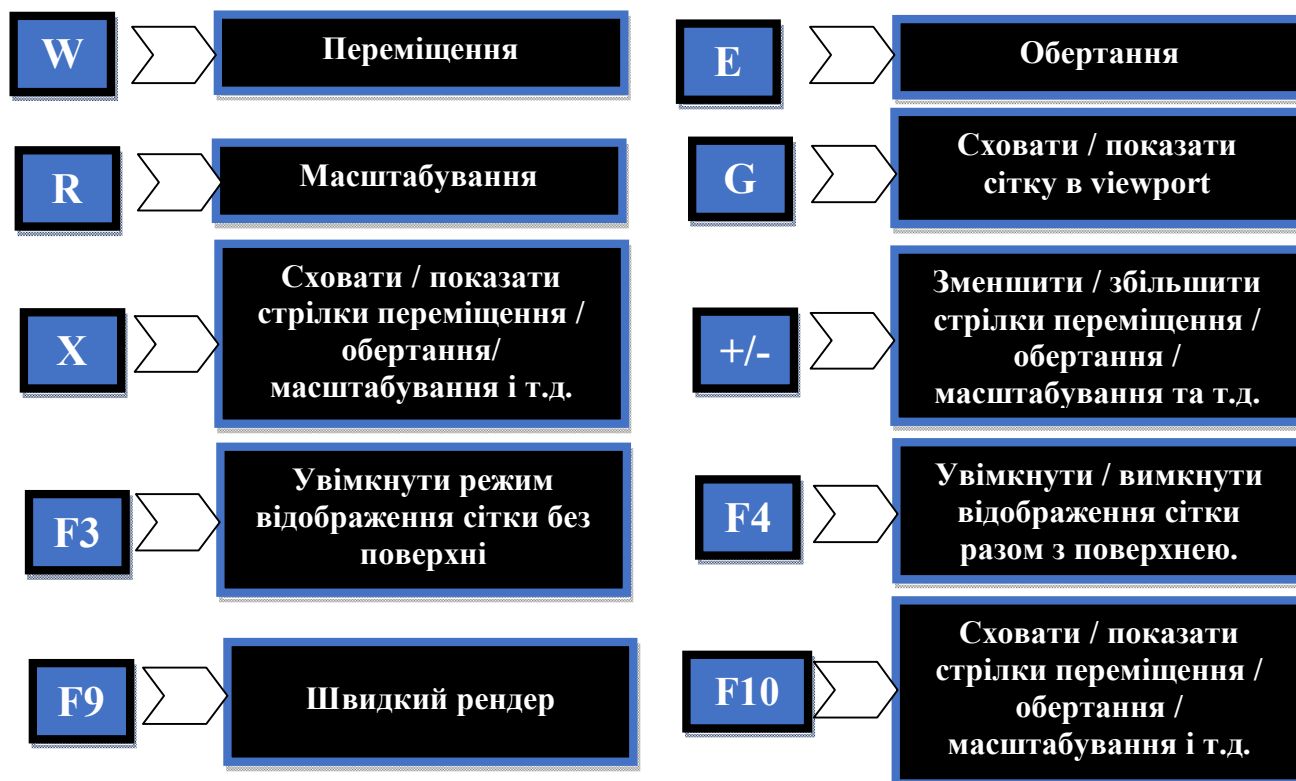 W
Переміщення
E
Обертання
R
Масштабування
G
Сховати / показати
сітку в viewport
X
Сховати / показати
стрілки переміщення /
обертання/
масштабування і т.д.
+/-
Зменшити / збільшити
стрілки переміщення /
обертання /
масштабування та т.д.
F3
Увімкнути режим
відображення сітки без
поверхні
F4
Увімкнути / вимкнути
відображення сітки
разом з поверхнею.
F9
Швидкий рендер
F10
Сховати / показати
стрілки переміщення /
обертання /
масштабування і т.д.